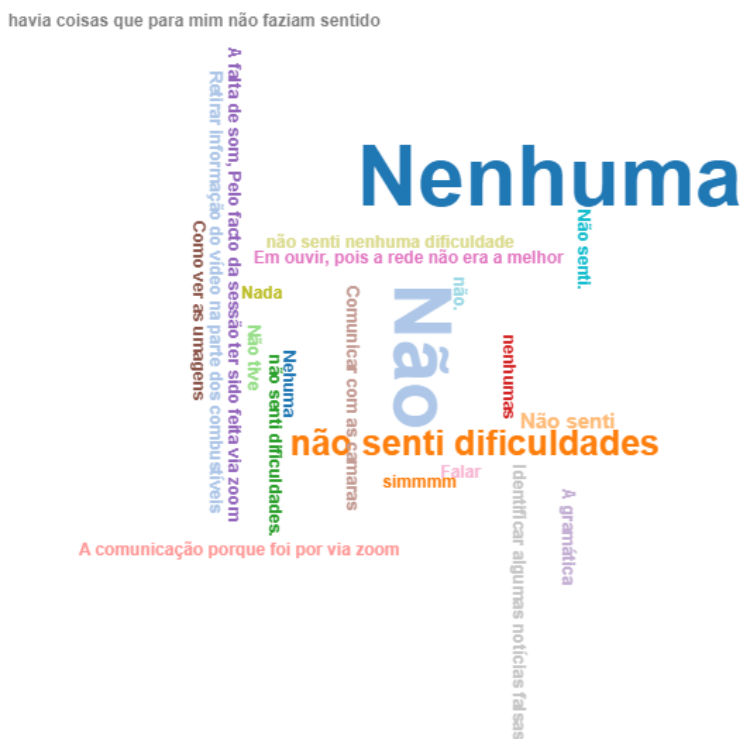 havia coisas que para mim não faziam sentido
A falta de som, Pelo facto da sessão ter sido feita via zoom
Retirar informação do vídeo na parte dos combustíveis
Nenhuma
Não senti.
Como ver as umagens
não senti nenhuma dificuldade
Em ouvir, pois a rede não era a melhor
não.
Nada
Comunicar com as camaras
Não
Não tive
nenhumas
Nehuma
não senti dificuldades.
Não senti
não senti dificuldades
Falar
simmmm
Identificar algumas notícias falsas
A gramática
A comunicação porque foi por via zoom